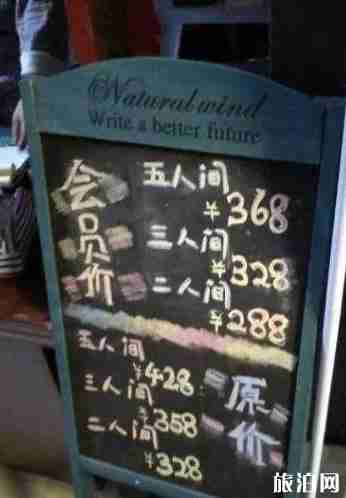 Natural wind
Write a better future
会员价
五人间
¥368
三人间
¥328
二人间
¥288
五人间
¥428
三人间
¥358
二人间
¥328
原价
旅泊网